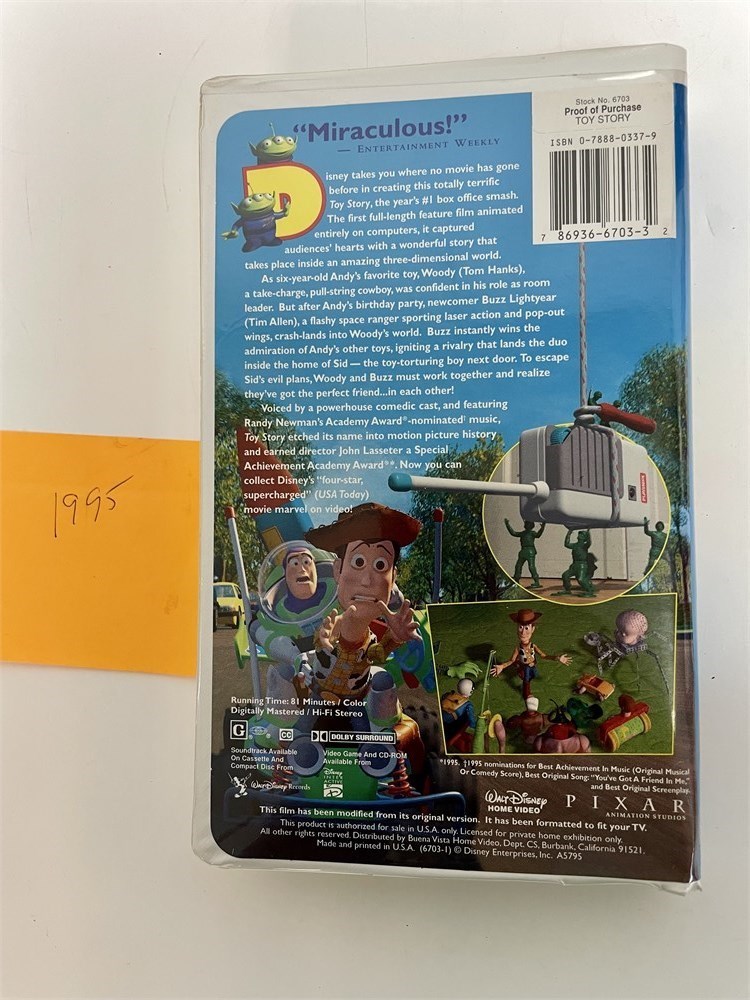 1995
"Miraculous!"
— ENTERTAINMENT WEEKLY
Stock No. 6703
Proof of Purchase
TOY STORY
ISBN 0-7888-0337-9
7 86936-6703-3 2
Disney takes you where no movie has gone
before in creating this totally terrific
Toy Story, the year's #1 box office smash.
The first full-length feature film animated
entirely on computers, it captured
audiences' hearts with a wonderful story that
takes place inside an amazing three-dimensional world.
As six-year-old Andy's favorite toy, Woody (Tom Hanks),
a take-charge, pull-string cowboy, was confident in his role as room
leader. But after Andy's birthday party, newcomer Buzz Lightyear
(Tim Allen), a flashy space ranger sporting laser action and pop-out
wings, crash-lands into Woody's world. Buzz instantly wins the
admiration of Andy's other toys, igniting a rivalry that lands the duo
inside the home of Sid — the toy-torturing boy next door. To escape
Sid's evil plans, Woody and Buzz must work together and realize
they've got the perfect friend...in each other!
Voiced by a powerhouse comedic cast, and featuring
Randy Newman's Academy Award®-nominated† music,
Toy Story etched its name into motion picture history
and earned director John Lasseter a Special
Achievement Academy Award®*. Now you can
collect Disney's "four-star,
supercharged" (USA Today)
movie marvel on video!
Running Time: 81 Minutes / Color
Digitally Mastered / Hi-Fi Stereo
G CC DOLBY SURROUND
Soundtrack Available
On Cassette And
Compact Disc From
Walt Disney Records
Video Game And CD-ROM
Available From
Disney
INTER
ACTIVE
*1995. †1995 nominations for Best Achievement In Music (Original Musical
Or Comedy Score), Best Original Song: "You've Got A Friend In Me,"
and Best Original Screenplay.
WALT DISNEY
HOME VIDEO
PIXAR
ANIMATION STUDIOS
This film has been modified from its original version. It has been formatted to fit your TV.
This product is authorized for sale in U.S.A. only. Licensed for private home exhibition only.
All other rights reserved. Distributed by Buena Vista Home Video, Dept. CS, Burbank, California 91521.
Made and printed in U.S.A. (6703-1) © Disney Enterprises, Inc. A5795